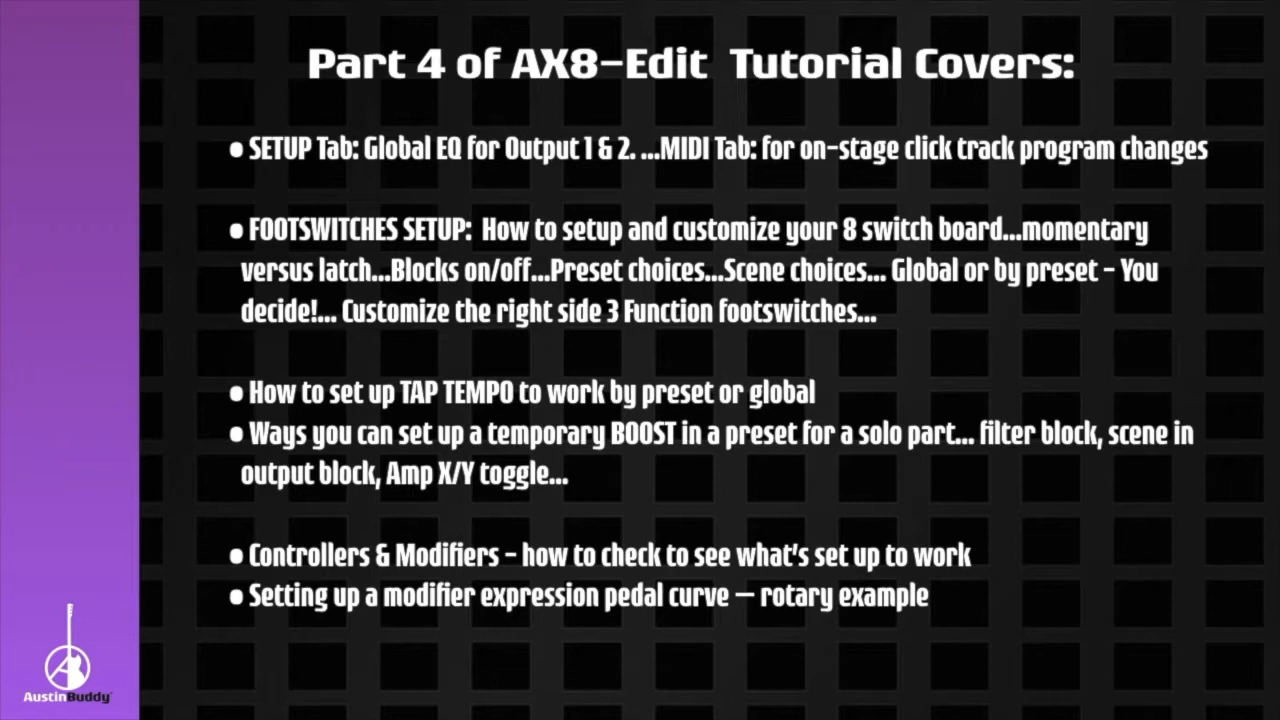 Part 4 of AX8-Edit Tutorial Covers:
• SETUP Tab: Global EQ for Output 1 & 2. ...MIDI Tab: for on-stage click track program changes
• FOOTSWITCHES SETUP: How to setup and customize your 8 switch board...momentary
versus latch...Blocks on/off...Preset choices...Scene choices... Global or by preset - You
decide!... Customize the right side 3 Function footswitches...
• How to set up TAP TEMPO to work by preset or global
• Ways you can set up a temporary BOOST in a preset for a solo part... filter block, scene in
output block, Amp X/Y toggle...
• Controllers & Modifiers - how to check to see what's set up to work
• Setting up a modifier expression pedal curve — rotary example
AustinBuddy